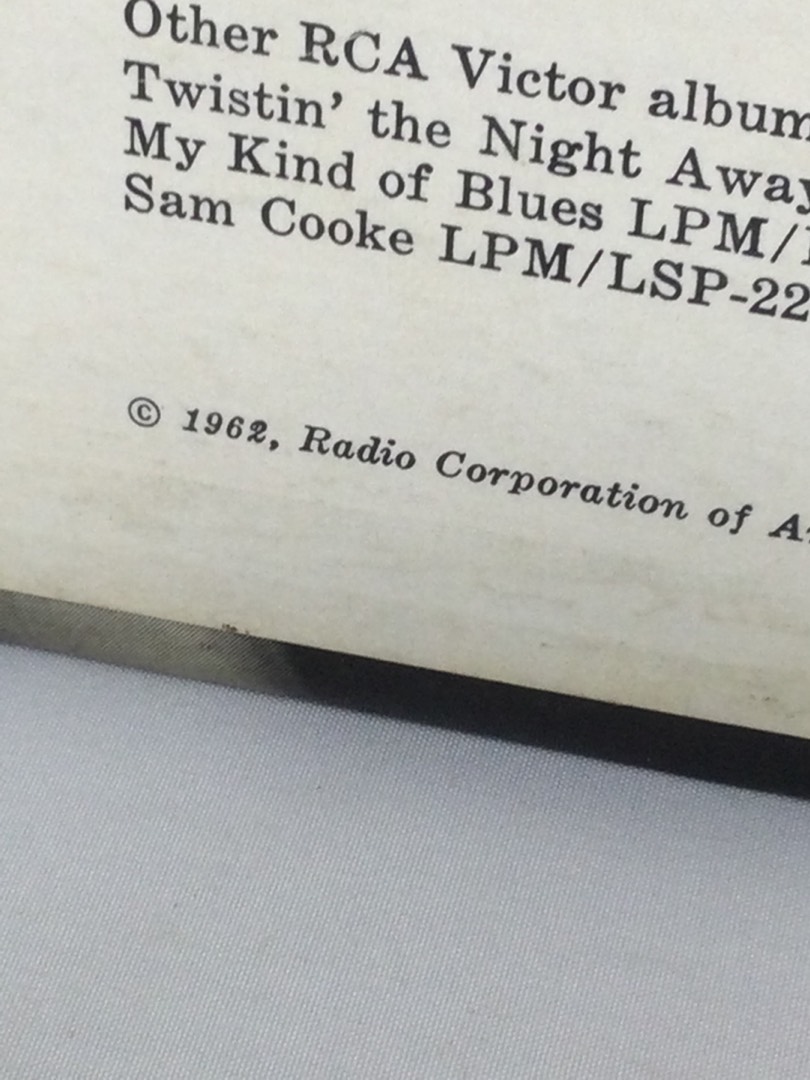 Other RCA Victor album
Twistin' the Night Away
My Kind of Blues LPM/
Sam Cooke LPM/LSP-22
© 1962, Radio Corporation of A